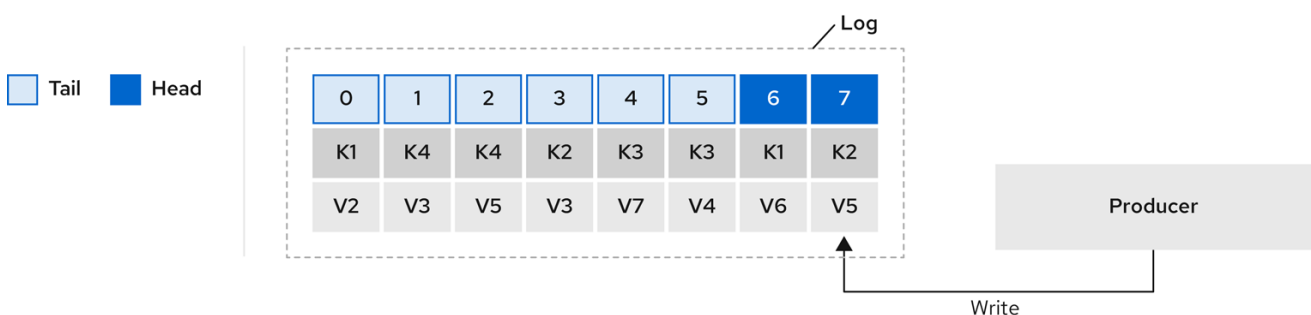 Log
Tail Head
0 1 2 3 4 5 6 7
K1 K4 K4 K2 K3 K3 K1 K2
V2 V3 V5 V3 V7 V4 V6 V5
Producer
Write